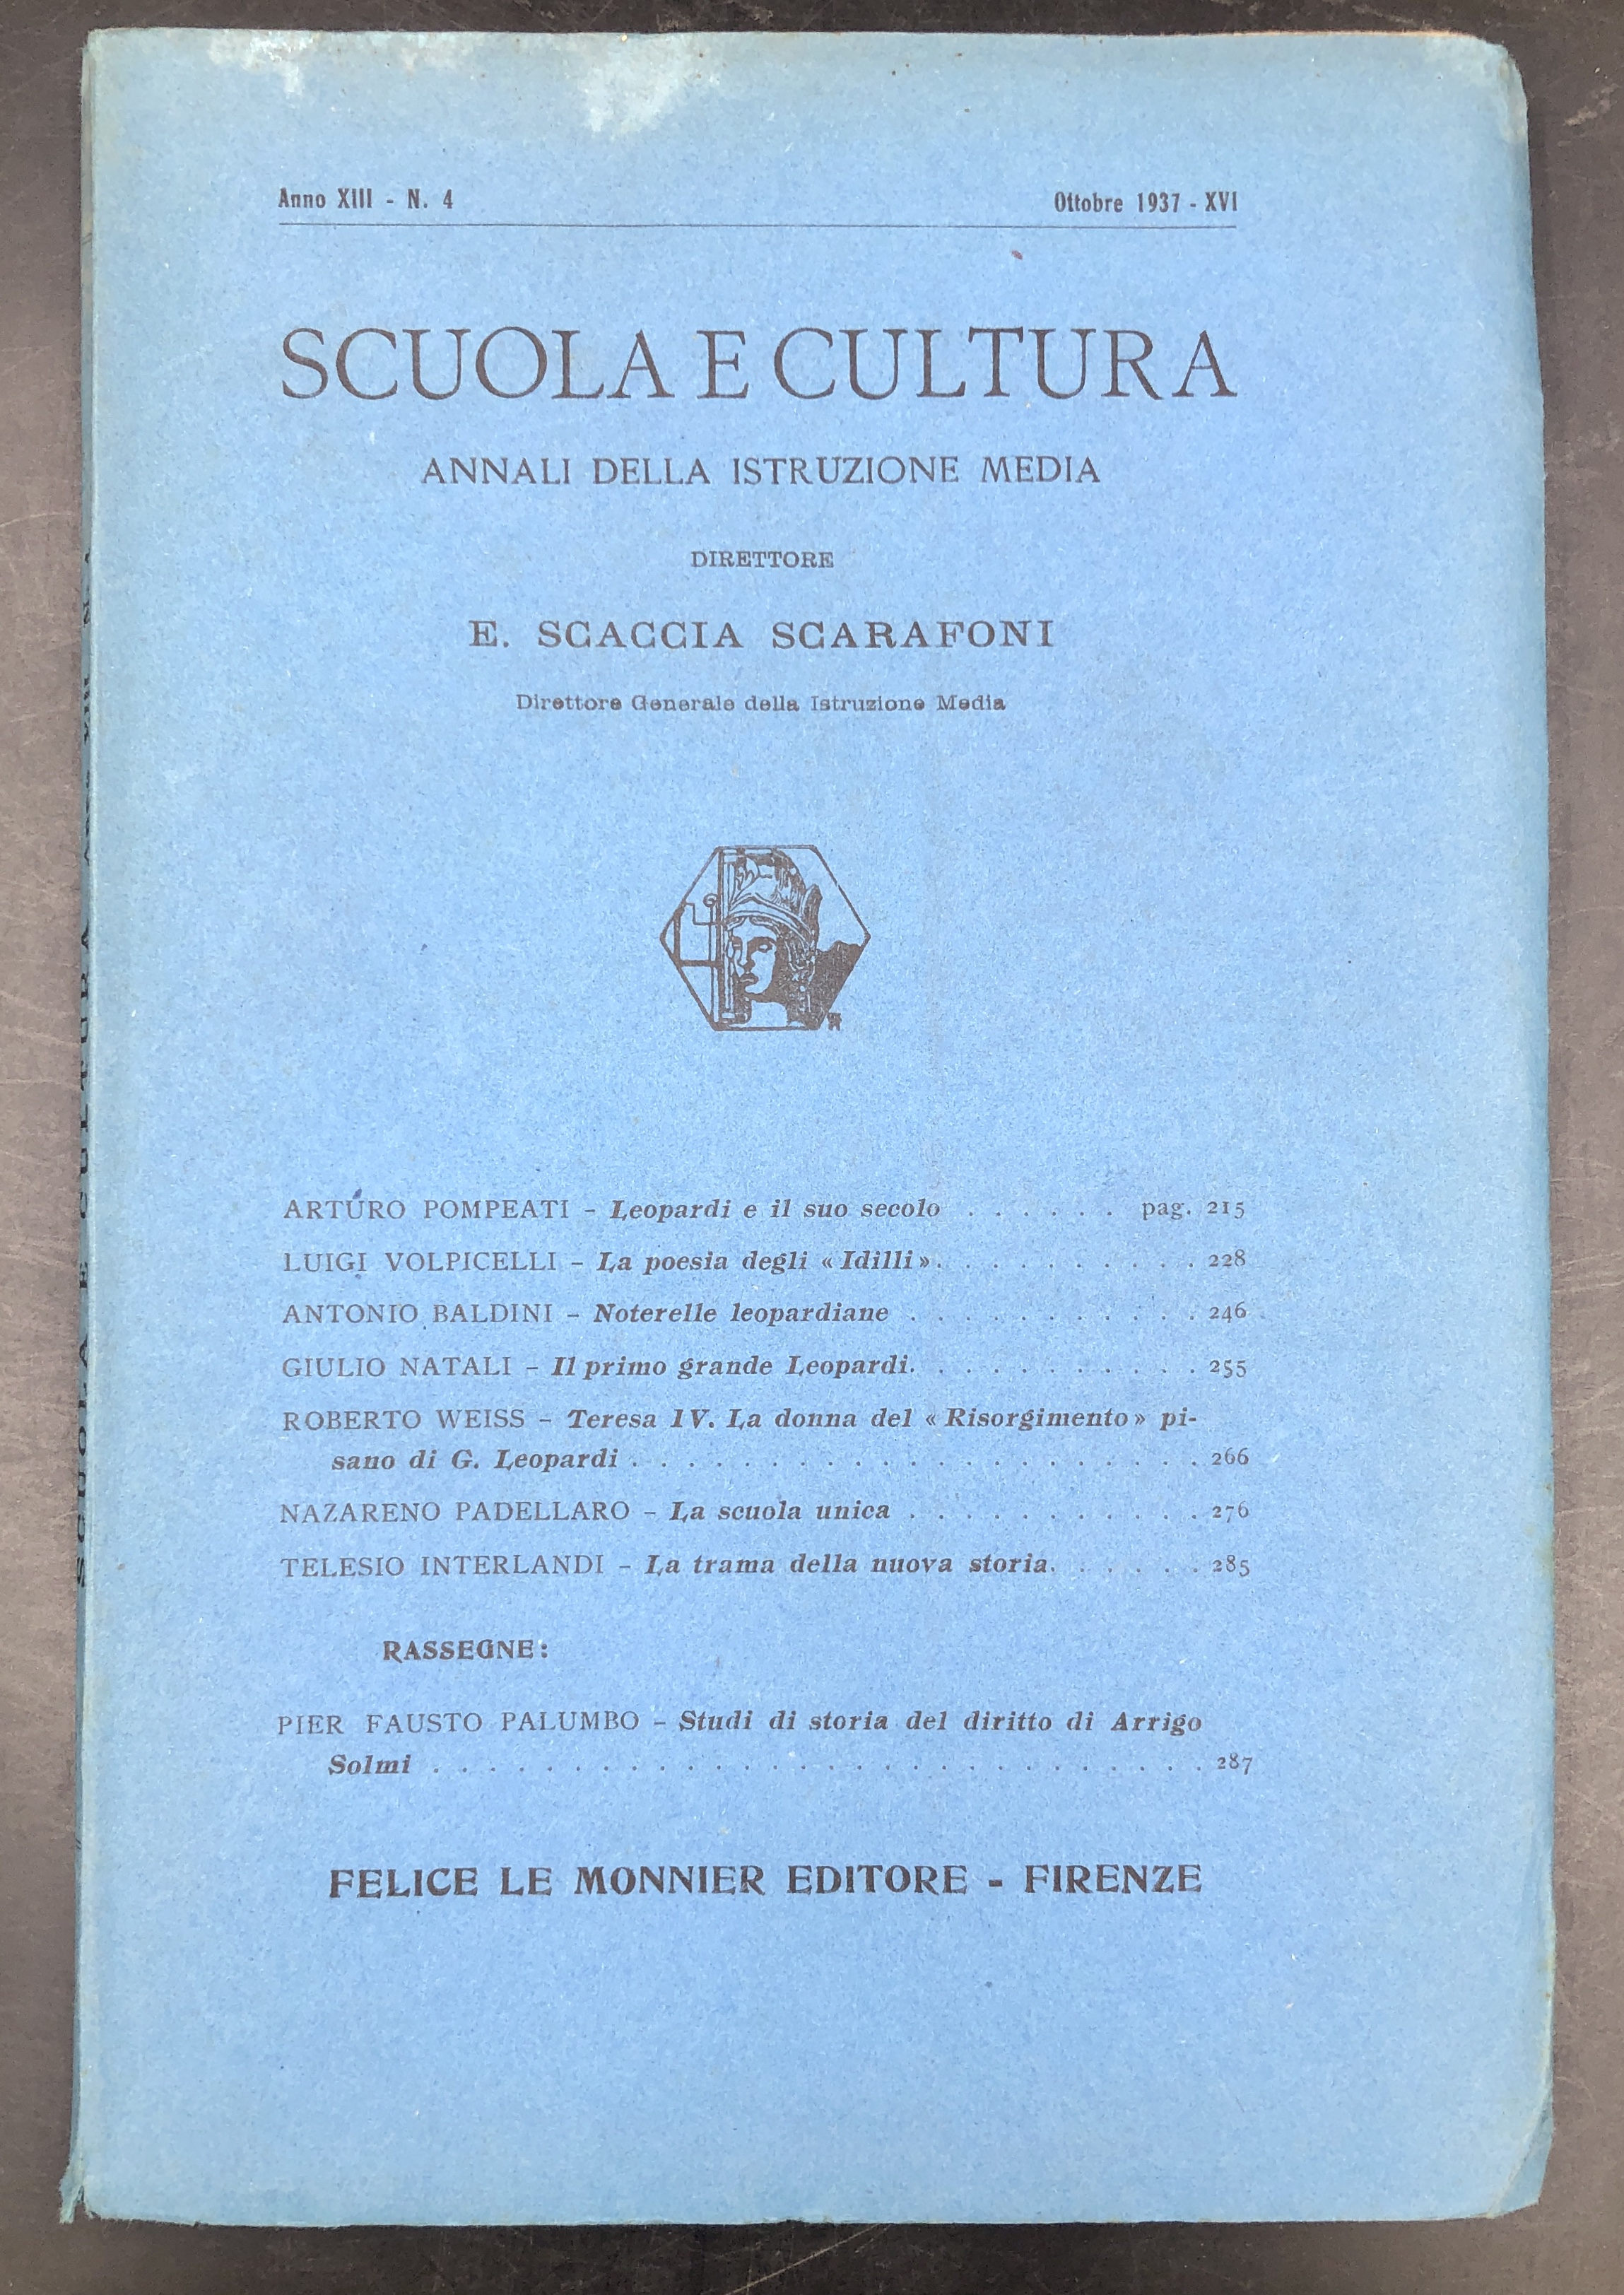 Anno XIII - N. 4
Ottobre 1937 - XVI
SCUOLA E CULTURA
ANNALI DELLA ISTRUZIONE MEDIA
DIRETTORE
E. SCACCIA SCARAFONI
Direttore Generale della Istruzione Media
ARTURO POMPEATI - Leopardi e il suo secolo . . . . . . pag. 215
LUIGI VOLPICELLI - La poesia degli « Idilli » . . . . . . . . . . 228
ANTONIO BALDINI - Noterelle leopardiane . . . . . . . . . . . 246
GIULIO NATALI - Il primo grande Leopardi. . . . . . . . . . . 255
ROBERTO WEISS - Teresa IV. La donna del « Risorgimento » pi-
sano di G. Leopardi . . . . . . . . . . . . . . . . . . . . . 266
NAZARENO PADELLARO - La scuola unica . . . . . . . . . . . 276
TELESIO INTERLANDI - La trama della nuova storia. . . . . . 285
RASSEGNE:
PIER FAUSTO PALUMBO - Studi di storia del diritto di Arrigo
Solmi . . . . . . . . . . . . . . . . . . . . . . . . . . . . 287
FELICE LE MONNIER EDITORE - FIRENZE
SCUOLA E CULTURA